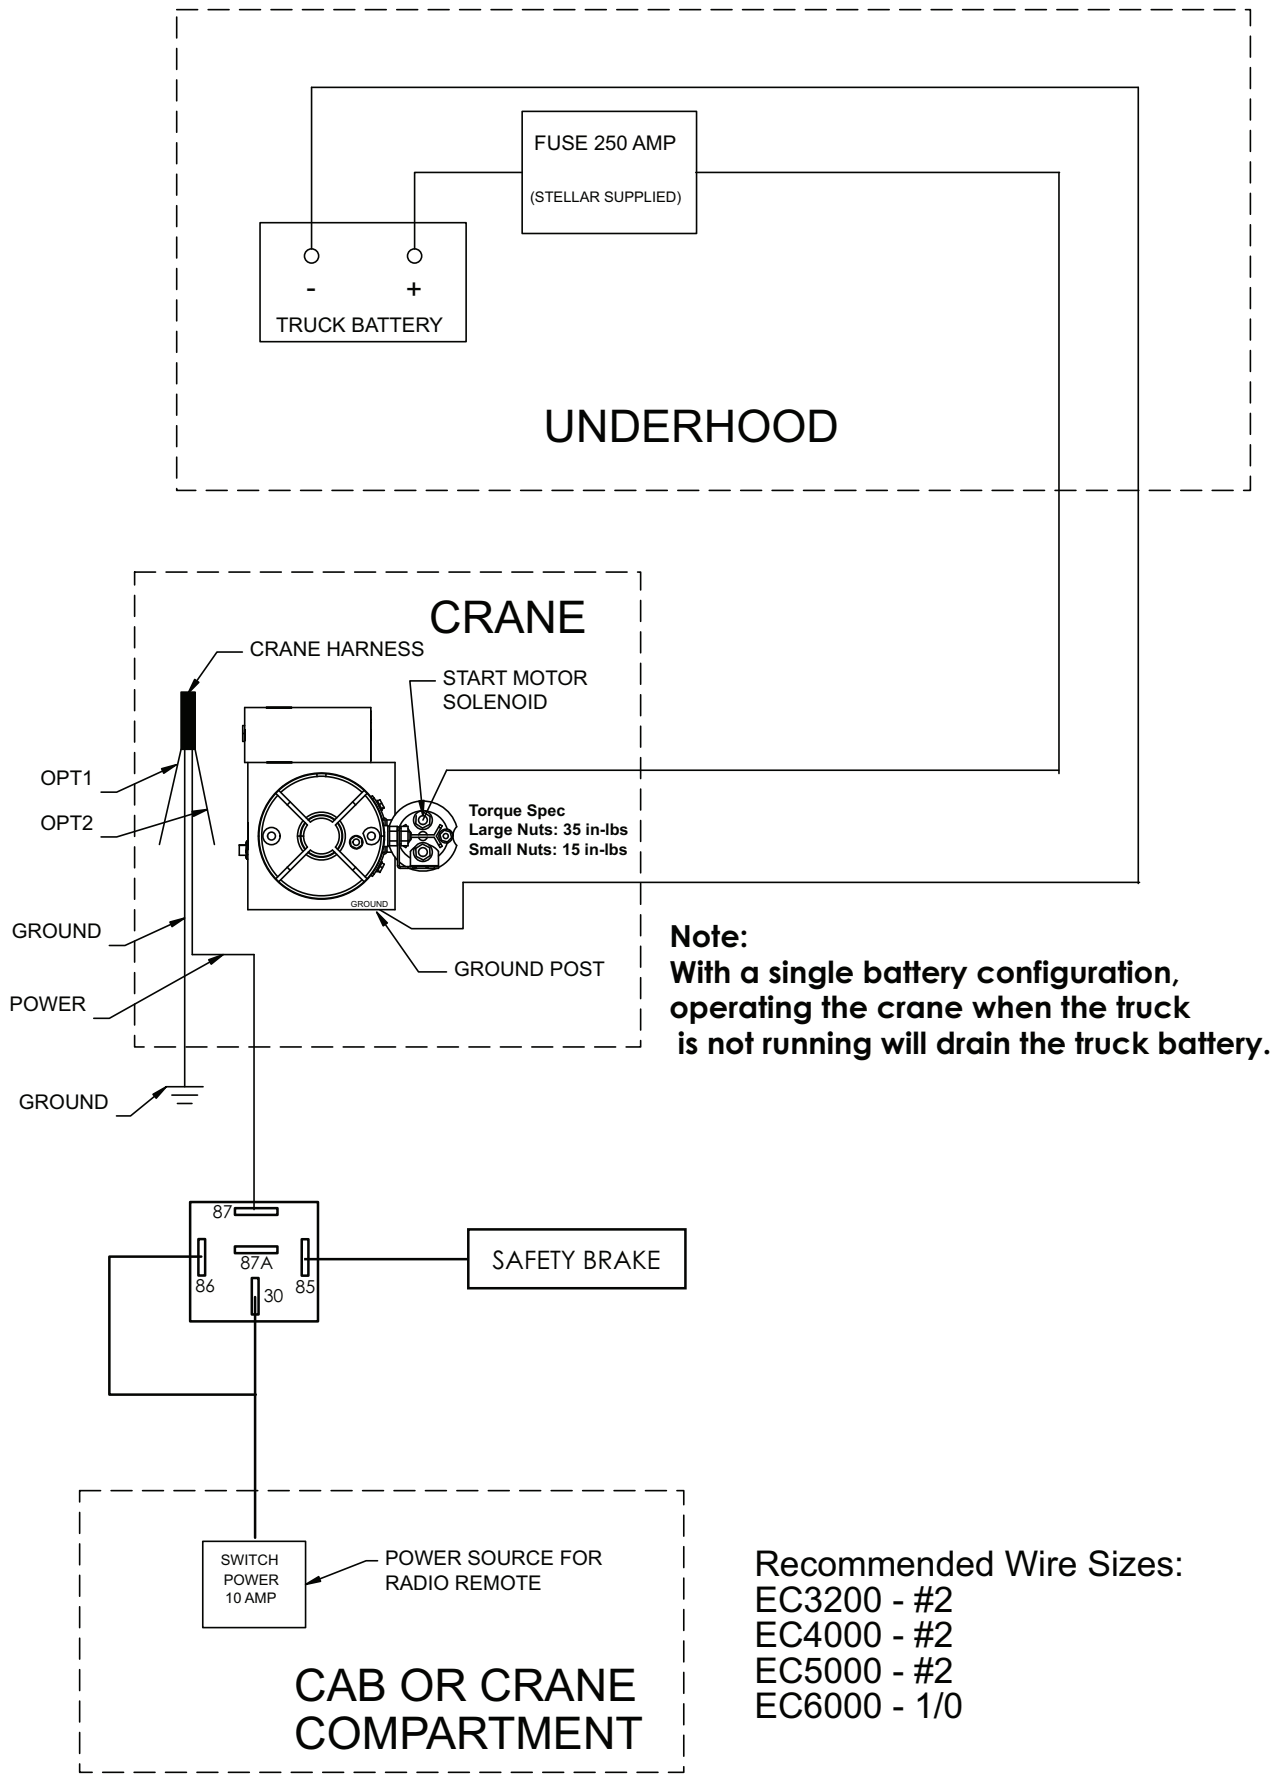 FUSE 250 AMP
(STELLAR SUPPLIED)
-
+
TRUCK BATTERY
UNDERHOOD
CRANE
CRANE HARNESS
START MOTOR
SOLENOID
OPT1
OPT2
Torque Spec
Large Nuts: 35 in-lbs
Small Nuts: 15 in-lbs
GROUND
GROUND
GROUND POST
POWER
Note:
With a single battery configuration,
operating the crane when the truck
is not running will drain the truck battery.
GROUND
87
87A
86
85
30
SAFETY BRAKE
SWITCH
POWER
10 AMP
POWER SOURCE FOR
RADIO REMOTE
CAB OR CRANE
COMPARTMENT
Recommended Wire Sizes:
EC3200 - #2
EC4000 - #2
EC5000 - #2
EC6000 - 1/0